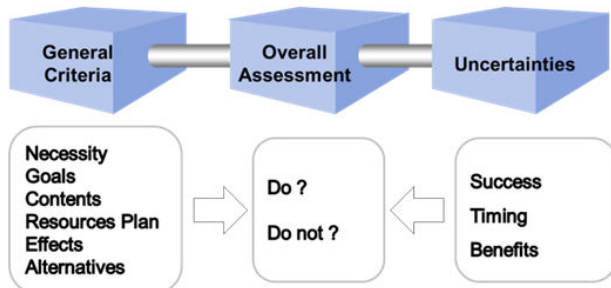 General
Criteria
Overall
Assessment
Uncertainties
Necessity
Goals
Contents
Resources Plan
Effects
Alternatives
Do ?
Do not ?
Success
Timing
Benefits